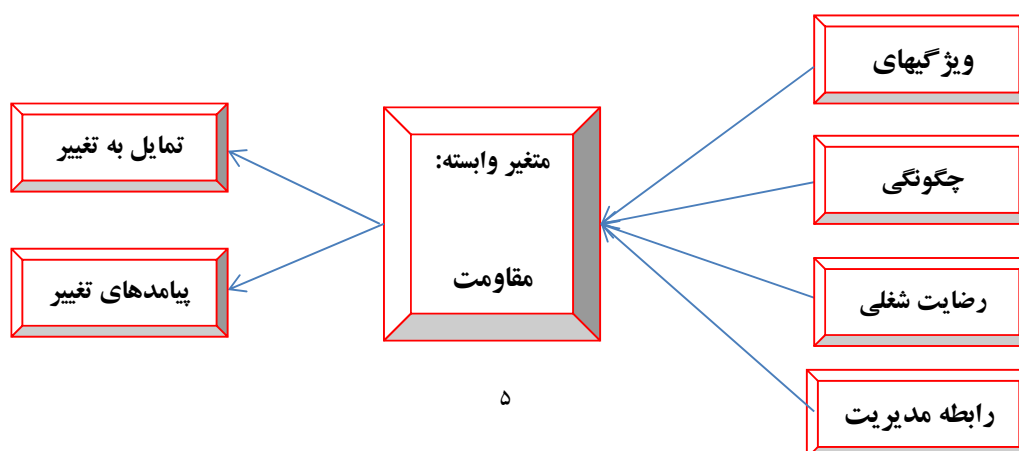 ویژگیهای
چگونگی
رضایت شغلی
رابطه مدیریت
متغیر وابسته:
مقاومت
تمایل به تغییر
پیامدهای تغییر
۵